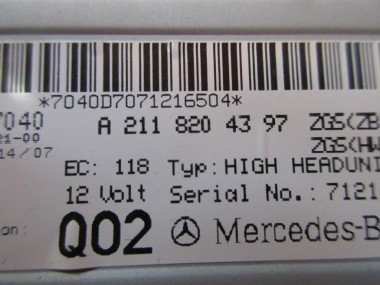 *7040D7071216504*
7040 A 211 820 43 97 ZGS(ZB
21-00 ZGS(HW
14/07
EC: 118 Typ: HIGH HEADUNI
12 Volt Serial No.: 7121
on: Q02 Mercedes-B